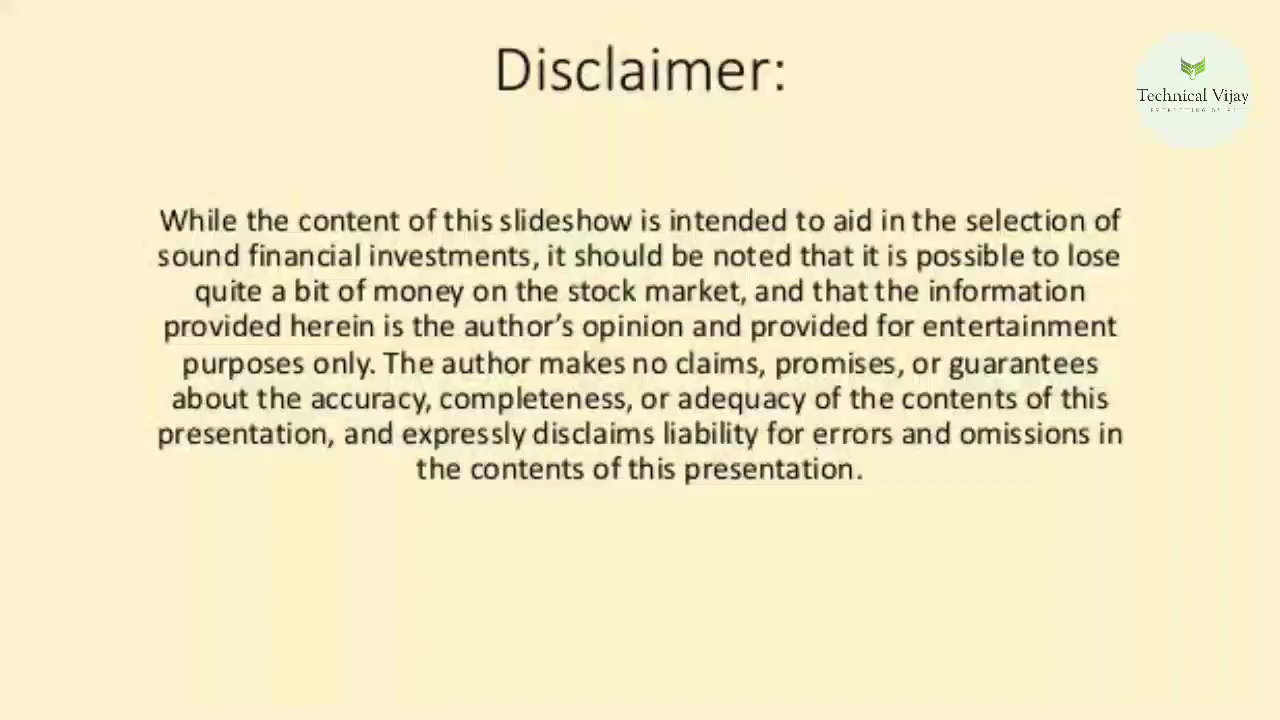 Disclaimer:
Technical Vijay
While the content of this slideshow is intended to aid in the selection of
sound financial investments, it should be noted that it is possible to lose
quite a bit of money on the stock market, and that the information
provided herein is the author’s opinion and provided for entertainment
purposes only. The author makes no claims, promises, or guarantees
about the accuracy, completeness, or adequacy of the contents of this
presentation, and expressly disclaims liability for errors and omissions in
the contents of this presentation.